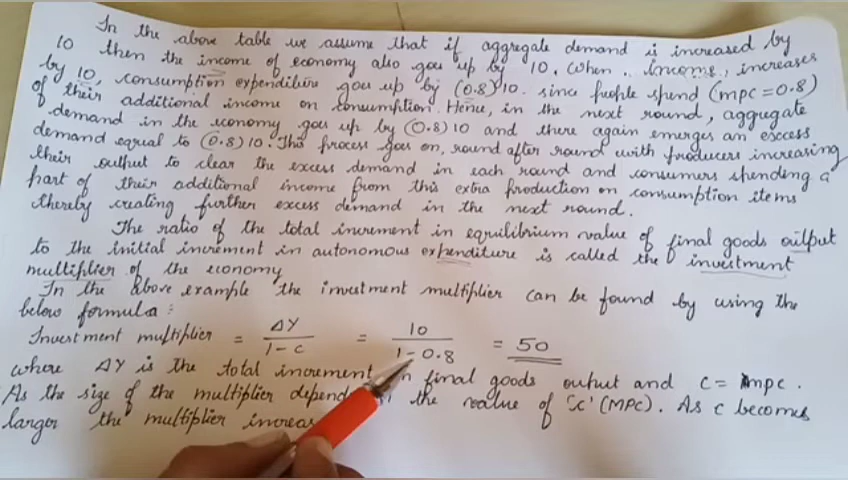 In the above table we assume that if aggregate demand is increased by
10 then the income of economy also goes up by 10. When income increases
by 10, consumption expenditure goes up by (0.8)10. since people spend (mpc = 0.8)
of their additional income on consumption. Hence, in the next round, aggregate
demand in the economy goes up by (0.8)10 and there again emerges an excess
demand equal to (0.8)10. This process goes on, round after round with producers increasing
their output to clear the excess demand in each round and consumers spending a
part of their additional income from this extra production on consumption items
thereby creating further excess demand in the next round.
The ratio of the total increment in equilibrium value of final goods output
to the initial increment in autonomous expenditure is called the investment
multiplier of the economy
In the above example the investment multiplier can be found by using the
below formula :
Investment multiplier = ΔY / 1-c = 10 / 1-0.8 = 50
where ΔY is the total increment in final goods output and c = mpc.
As the size of the multiplier depends the value of 'c' (MPC). As c becomes
larger the multiplier